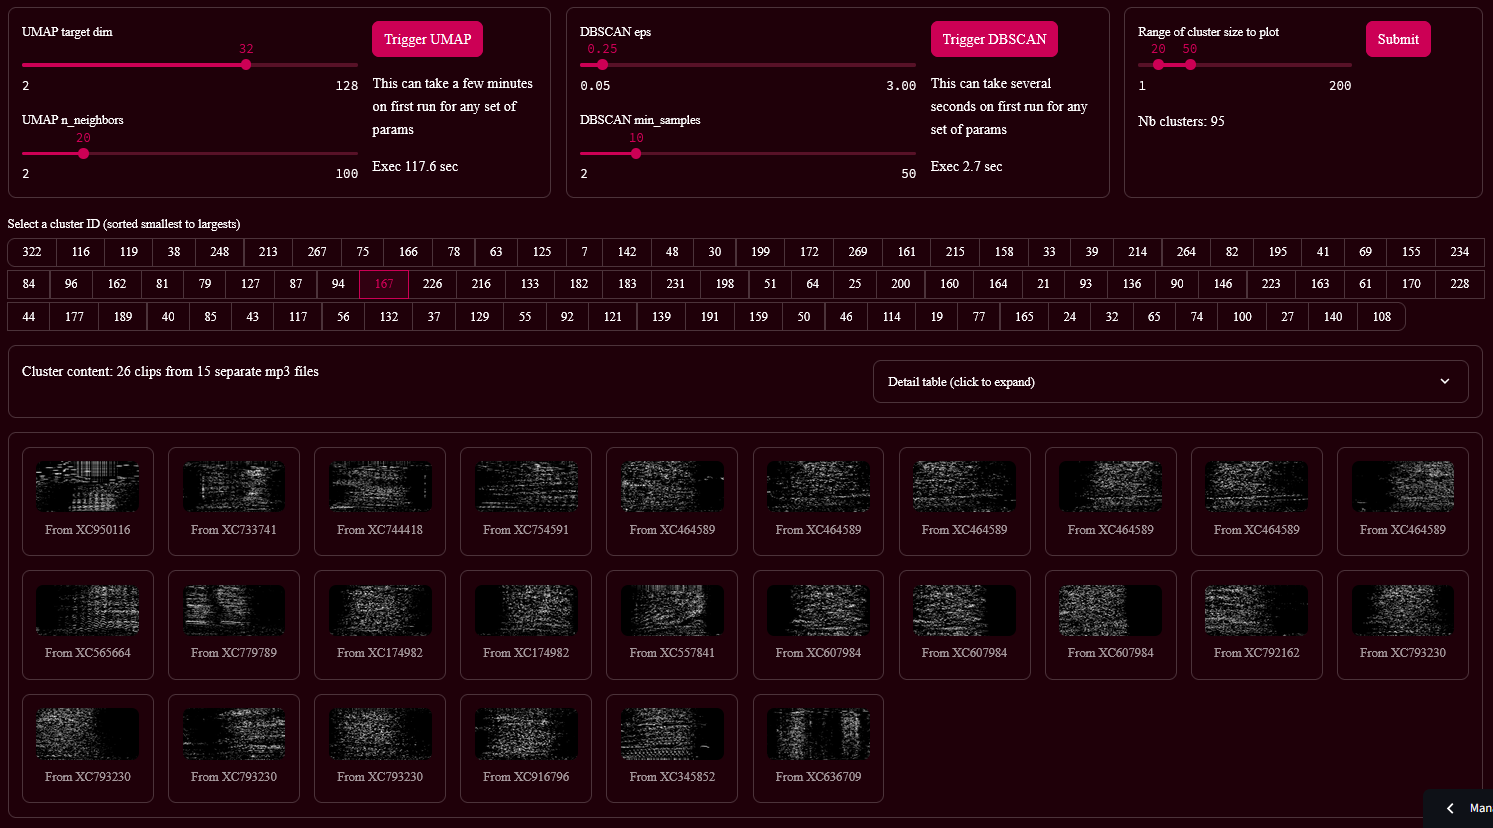 UMAP target dim
32
2 128
UMAP n_neighbors
20
2 100
Trigger UMAP
This can take a few minutes
on first run for any set of
params
Exec 117.6 sec
DBSCAN eps
0.25
0.05 3.00
DBSCAN min_samples
10
2 50
Trigger DBSCAN
This can take several
seconds on first run for any
set of params
Exec 2.7 sec
Range of cluster size to plot
20 50
1 200
Nb clusters: 95
Submit
Select a cluster ID (sorted smallest to largests)
322 116 119 38 248 213 267 75 166 78 63 125 7 142 48 30 199 172 269 161 215 158 33 39 214 264 82 195 41 69 155 234
84 96 162 81 79 127 87 94 167 226 216 133 182 183 231 198 51 64 25 200 160 164 21 93 136 90 146 223 163 61 170 228
44 177 189 40 85 43 117 56 132 37 129 55 92 121 139 191 159 50 46 114 19 77 165 24 32 65 74 100 27 140 108
Cluster content: 26 clips from 15 separate mp3 files
Detail table (click to expand)
From XC950116 From XC733741 From XC744418 From XC754591 From XC464589 From XC464589 From XC464589 From XC464589 From XC464589 From XC464589
From XC565664 From XC779789 From XC174982 From XC174982 From XC557841 From XC607984 From XC607984 From XC607984 From XC792162 From XC793230
From XC793230 From XC793230 From XC793230 From XC916796 From XC345852 From XC636709
Man